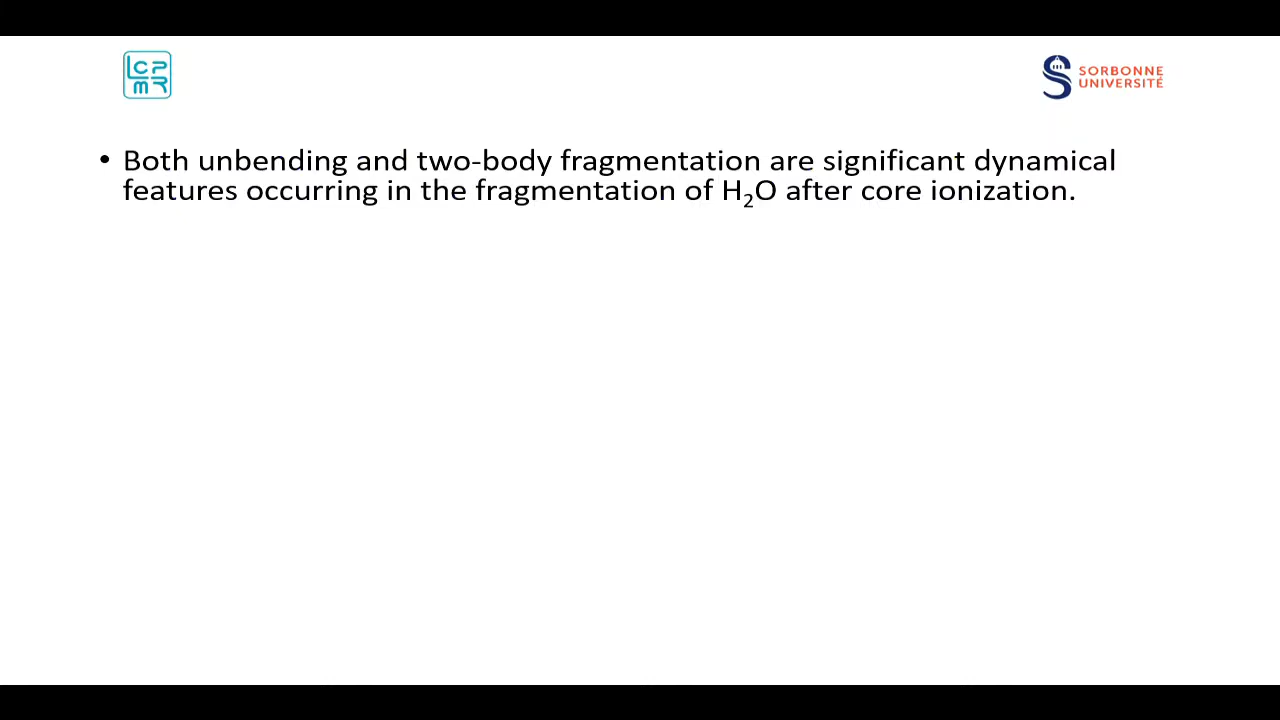 LCPMR
SORBONNE
UNIVERSITÉ
• Both unbending and two-body fragmentation are significant dynamical
features occurring in the fragmentation of H₂O after core ionization.